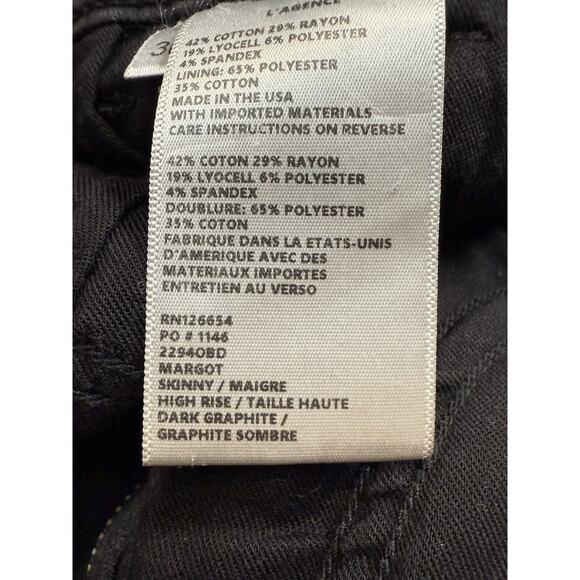 L'AGENCE
42% COTTON 29% RAYON
19% LYOCELL 6% POLYESTER
4% SPANDEX
LINING: 65% POLYESTER
35% COTTON
MADE IN THE USA
WITH IMPORTED MATERIALS
CARE INSTRUCTIONS ON REVERSE
42% COTON 29% RAYON
19% LYOCELL 6% POLYESTER
4% SPANDEX
DOUBLURE: 65% POLYESTER
35% COTON
FABRIQUE DANS LA ETATS-UNIS
D'AMERIQUE AVEC DES
MATERIAUX IMPORTES
ENTRETIEN AU VERSO
RN126654
PO # 1146
2294OBD
MARGOT
SKINNY / MAIGRE
HIGH RISE / TAILLE HAUTE
DARK GRAPHITE /
GRAPHITE SOMBRE